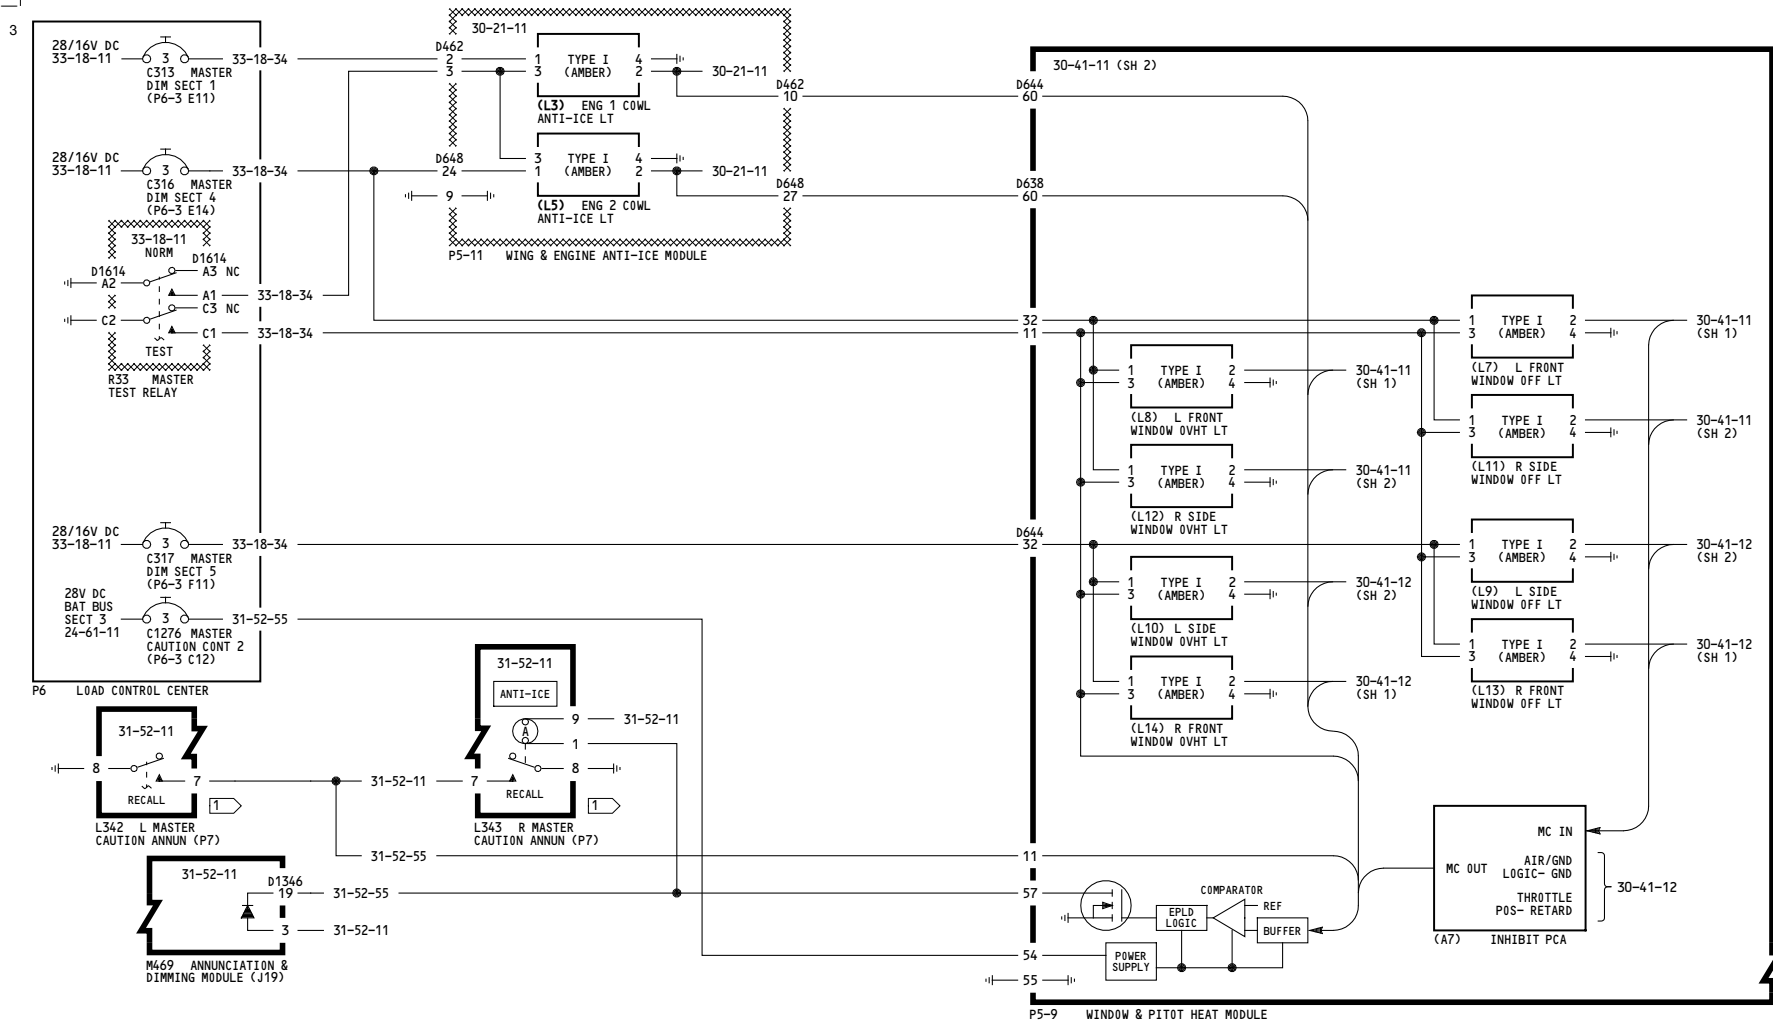 3
28/16V DC
33-18-11
3
33-18-34
C313 MASTER
DIM SECT 1
(P6-3 E11)
28/16V DC
33-18-11
3
33-18-34
C316 MASTER
DIM SECT 4
(P6-3 E14)
33-18-11
NORM
D1614
D1614
A3 NC
A2
A1
33-18-34
C3 NC
C2
C1
33-18-34
TEST
R33 MASTER
TEST RELAY
28/16V DC
33-18-11
3
33-18-34
C317 MASTER
DIM SECT 5
(P6-3 F11)
28V DC
BAT BUS
SECT 3
24-61-11
3
31-52-55
C1276 MASTER
CAUTION CONT 2
(P6-3 C12)
P6 LOAD CONTROL CENTER
30-21-11
D462
2
3
1
3
TYPE I
(AMBER)
4
2
30-21-11
D462
10
(L3) ENG 1 COWL
ANTI-ICE LT
D648
24
3
1
TYPE I
(AMBER)
4
2
30-21-11
9
D648
27
(L5) ENG 2 COWL
ANTI-ICE LT
P5-11 WING & ENGINE ANTI-ICE MODULE
30-41-11 (SH 2)
D644
60
D638
60
32
11
1
3
TYPE I
(AMBER)
2
4
30-41-11
(SH 1)
(L7) L FRONT
WINDOW OFF LT
1
3
TYPE I
(AMBER)
2
4
30-41-11
(SH 1)
(L8) L FRONT
WINDOW OVHT LT
1
3
TYPE I
(AMBER)
2
4
30-41-11
(SH 2)
(L11) R SIDE
WINDOW OFF LT
1
3
TYPE I
(AMBER)
2
4
30-41-11
(SH 2)
(L12) R SIDE
WINDOW OVHT LT
D644
32
1
3
TYPE I
(AMBER)
2
4
30-41-12
(SH 2)
(L9) L SIDE
WINDOW OFF LT
1
3
TYPE I
(AMBER)
2
4
30-41-12
(SH 2)
(L10) L SIDE
WINDOW OVHT LT
1
3
TYPE I
(AMBER)
2
4
30-41-12
(SH 1)
(L13) R FRONT
WINDOW OFF LT
1
3
TYPE I
(AMBER)
2
4
30-41-12
(SH 1)
(L14) R FRONT
WINDOW OVHT LT
31-52-11
8
7
RECALL
1
L342 L MASTER
CAUTION ANNUN (P7)
31-52-11
31-52-11
ANTI-ICE
A
9
31-52-11
1
7
8
RECALL
1
L343 R MASTER
CAUTION ANNUN (P7)
31-52-55
31-52-11
D1346
19
31-52-55
3
31-52-11
M469 ANNUNCIATION &
DIMMING MODULE (J19)
11
57
54
55
COMPARATOR
REF
EPLD
LOGIC
BUFFER
POWER
SUPPLY
MC IN
MC OUT
AIR/GND
LOGIC- GND
THROTTLE
POS- RETARD
30-41-12
(A7) INHIBIT PCA
P5-9 WINDOW & PITOT HEAT MODULE